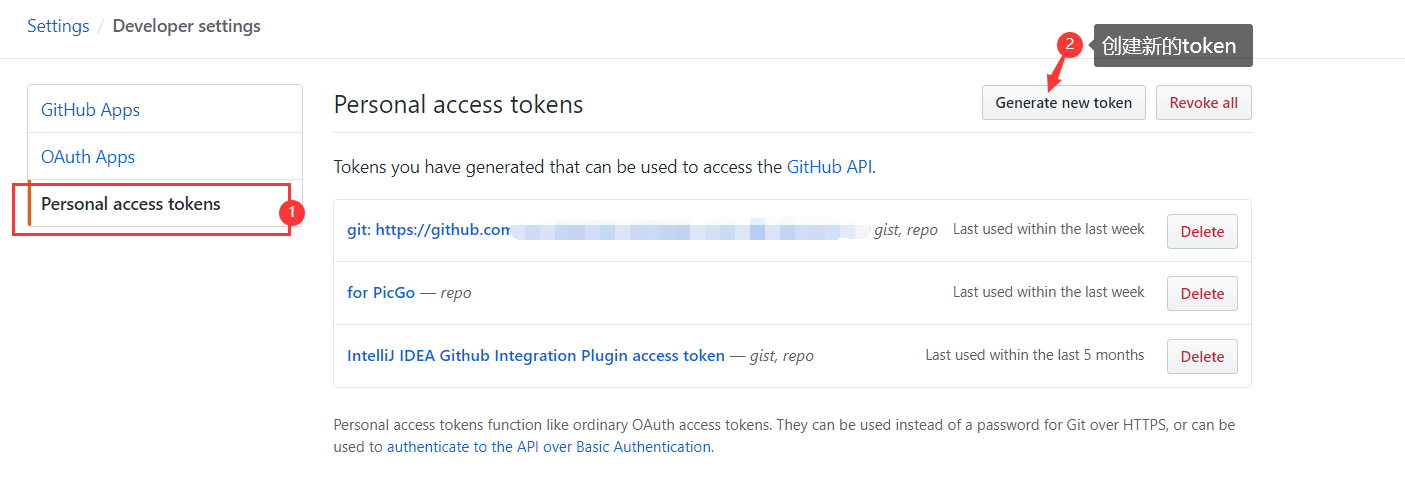 Settings / Developer settings
2 创建新的token
GitHub Apps
OAuth Apps
Personal access tokens 1
Personal access tokens
Generate new token
Revoke all
Tokens you have generated that can be used to access the GitHub API.
git: https://github.com gist, repo Last used within the last week Delete
for PicGo — repo Last used within the last week Delete
IntelliJ IDEA Github Integration Plugin access token — gist, repo Last used within the last 5 months Delete
Personal access tokens function like ordinary OAuth access tokens. They can be used instead of a password for Git over HTTPS, or can be
used to authenticate to the API over Basic Authentication.